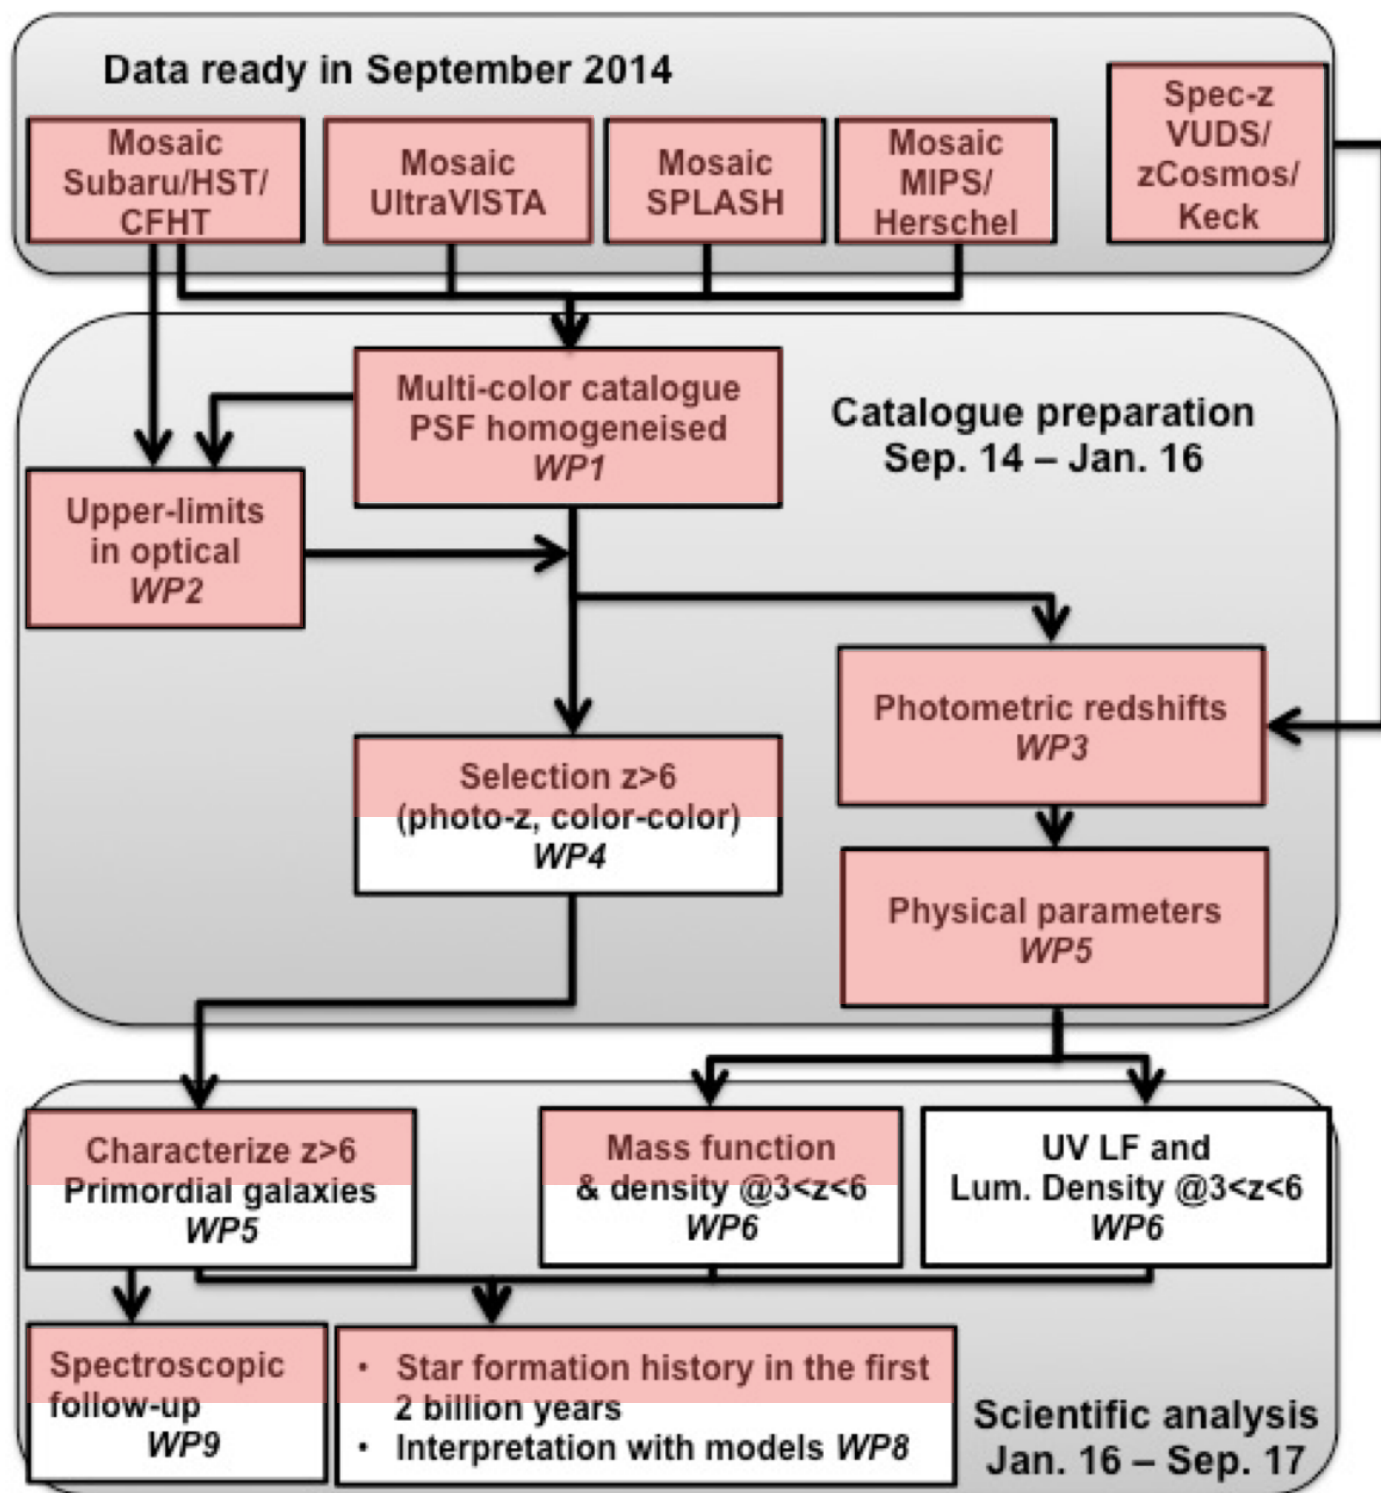 Data ready in September 2014
Mosaic
Subaru/HST/
CFHT
Mosaic
UltraVISTA
Mosaic
SPLASH
Mosaic
MIPS/
Herschel
Spec-z
VUDS/
zCosmos/
Keck
Multi-color catalogue
PSF homogeneised
WP1
Catalogue preparation
Sep. 14 – Jan. 16
Upper-limits
in optical
WP2
Photometric redshifts
WP3
Selection z>6
(photo-z, color-color)
WP4
Physical parameters
WP5
Characterize z>6
Primordial galaxies
WP5
Mass function
& density @3<z<6
WP6
UV LF and
Lum. Density @3<z<6
WP6
Spectroscopic
follow-up
WP9
• Star formation history in the first
2 billion years
• Interpretation with models WP8
Scientific analysis
Jan. 16 – Sep. 17